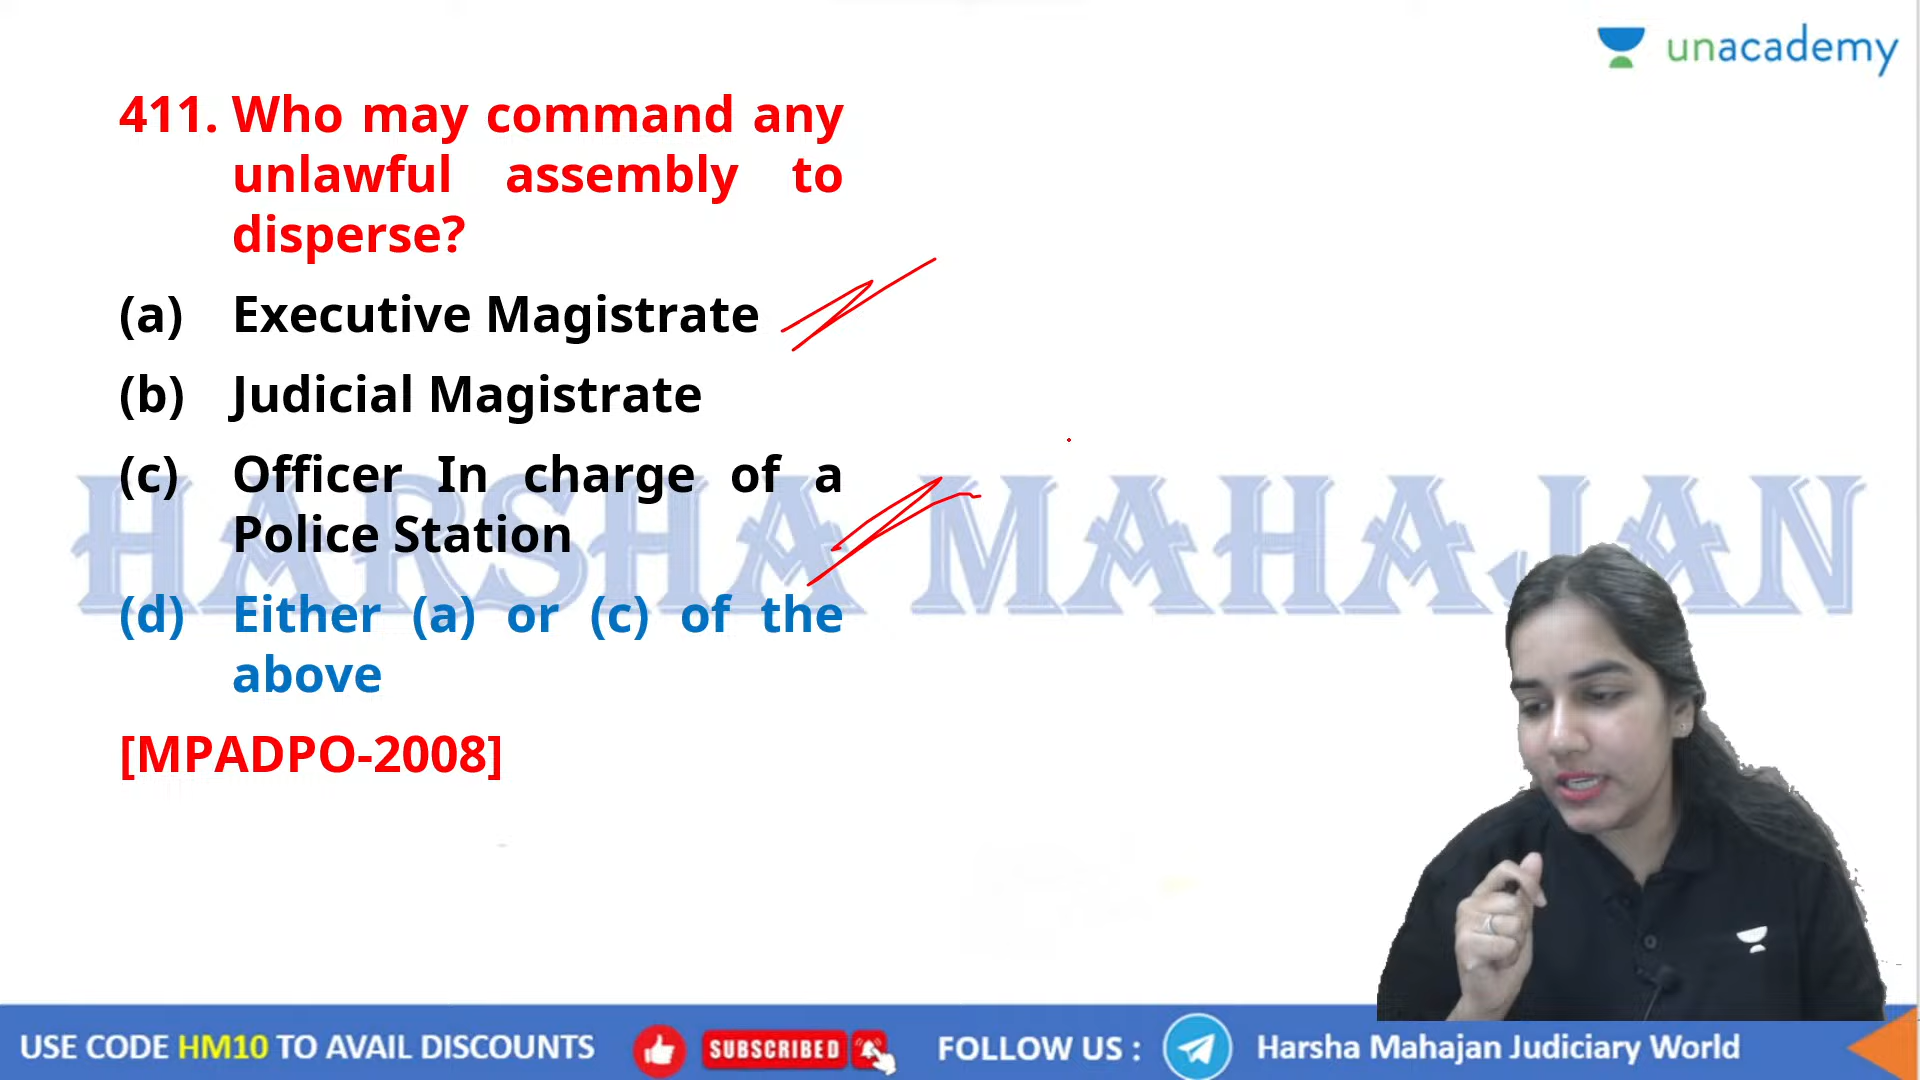 unacademy
411. Who may command any
unlawful assembly to
disperse?
(a) Executive Magistrate
(b) Judicial Magistrate
(c) Officer In charge of a
Police Station
HARSHA MAHAJAN
(d) Either (a) or (c) of the
above
[MPADPO-2008]
USE CODE HM10 TO AVAIL DISCOUNTS
SUBSCRIBED
FOLLOW US :
Harsha Mahajan Judiciary World